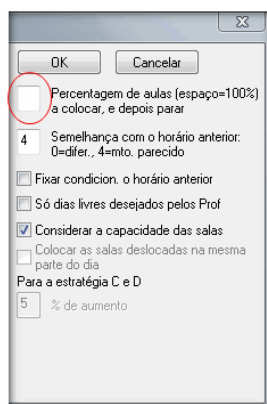 OK
Cancelar
Percentagem de aulas (espaço=100%)
a colocar, e depois parar
4
Semelhança com o horário anterior:
0=difer., 4=mto. parecido
Fixar condicion. o horário anterior
Só dias livres desejados pelos Prof
Considerar a capacidade das salas
Colocar as salas deslocadas na mesma
parte do dia
Para a estratégia C e D
5
% de aumento